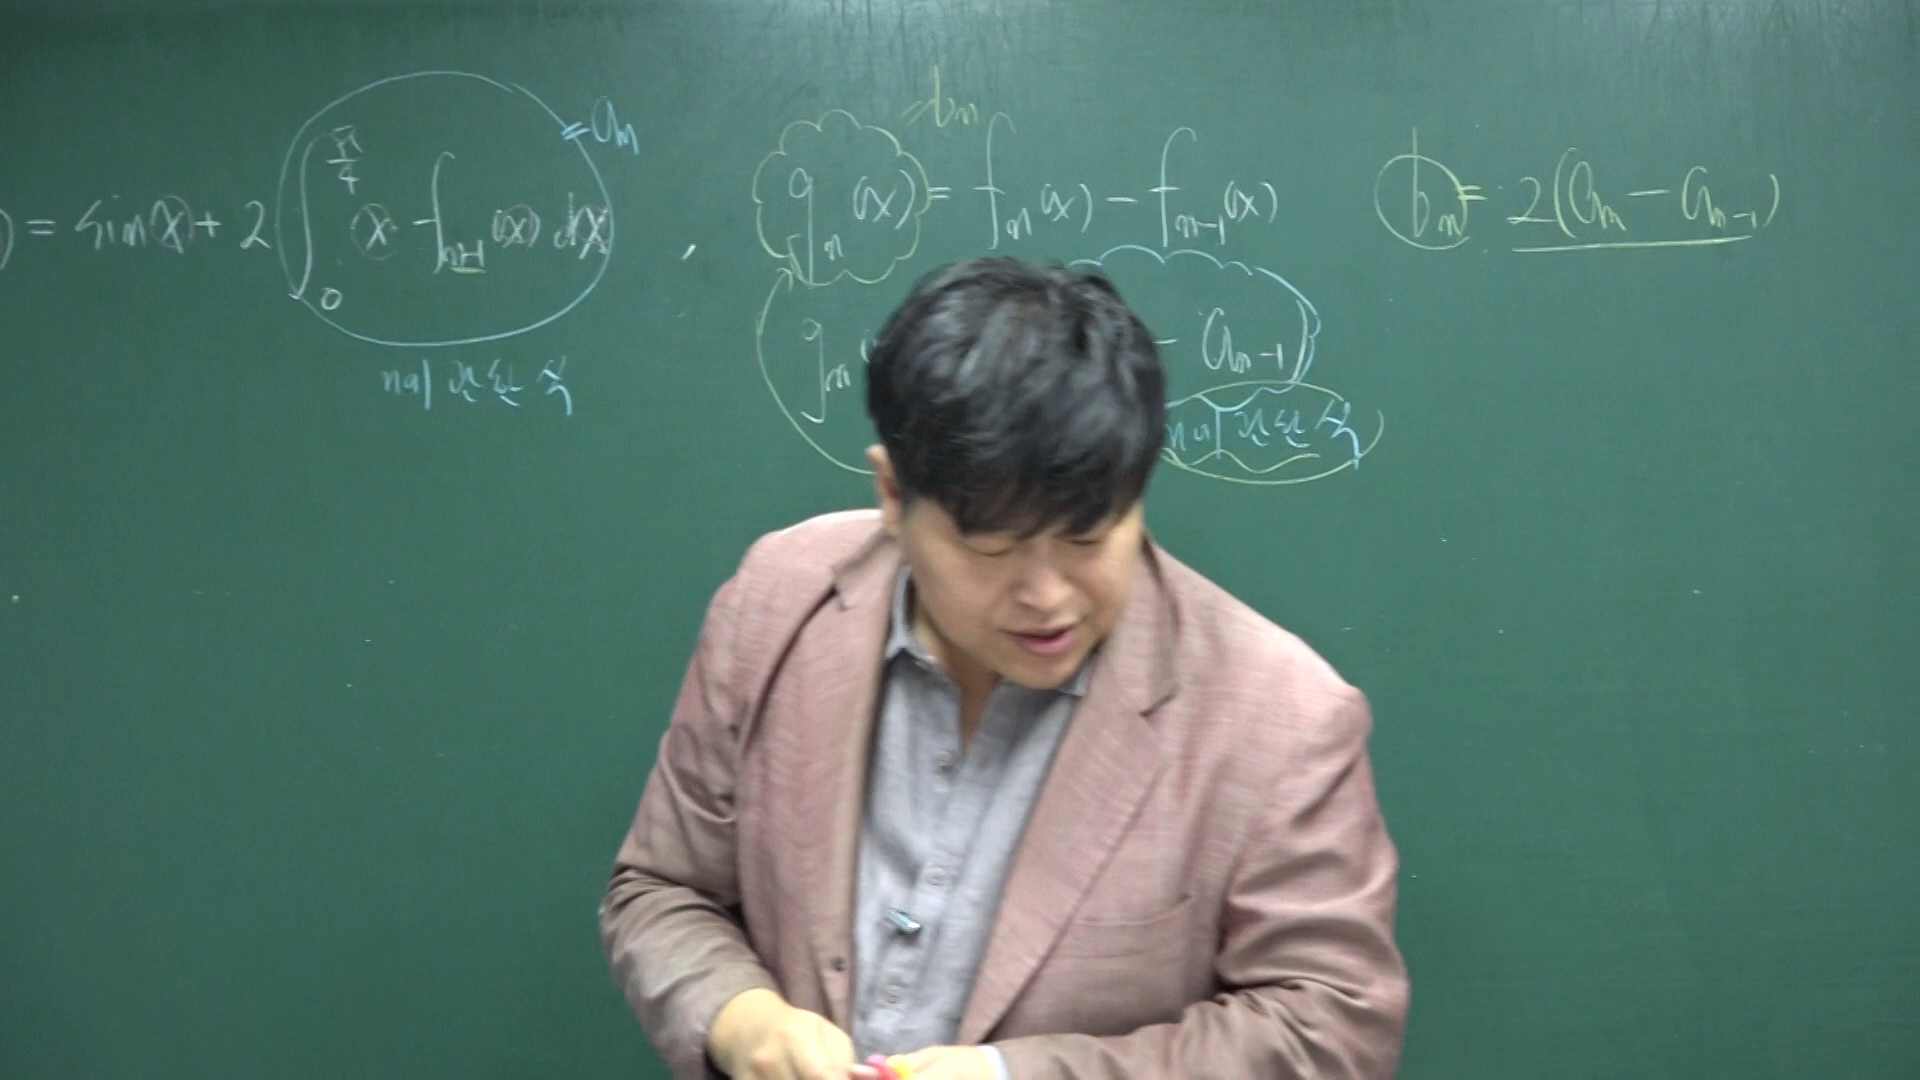 ) = sin x + 2 ∫₀^{π/4} x f_{n-1}(x) dx = a_n ,
n에 관한 식
g_n(x) = f_n(x) - f_{n-1}(x)
= b_n
g_n - a_{n-1})
n에 관한 식
b_n = 2(a_n - a_{n-1})